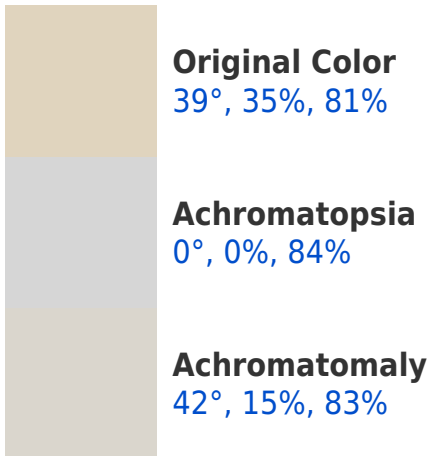 Original Color
39°, 35%, 81%
Achromatopsia
0°, 0%, 84%
Achromatomaly
42°, 15%, 83%